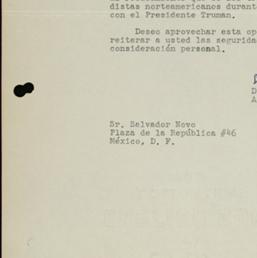 distas norteamericanos durant
con el Presidente Truman.
Deseo aprovechar esta op
reiterar a usted las segurida
consideración personal.
D
A
Sr. Selvador Novo
Plaza de la República #46
México, D. F.